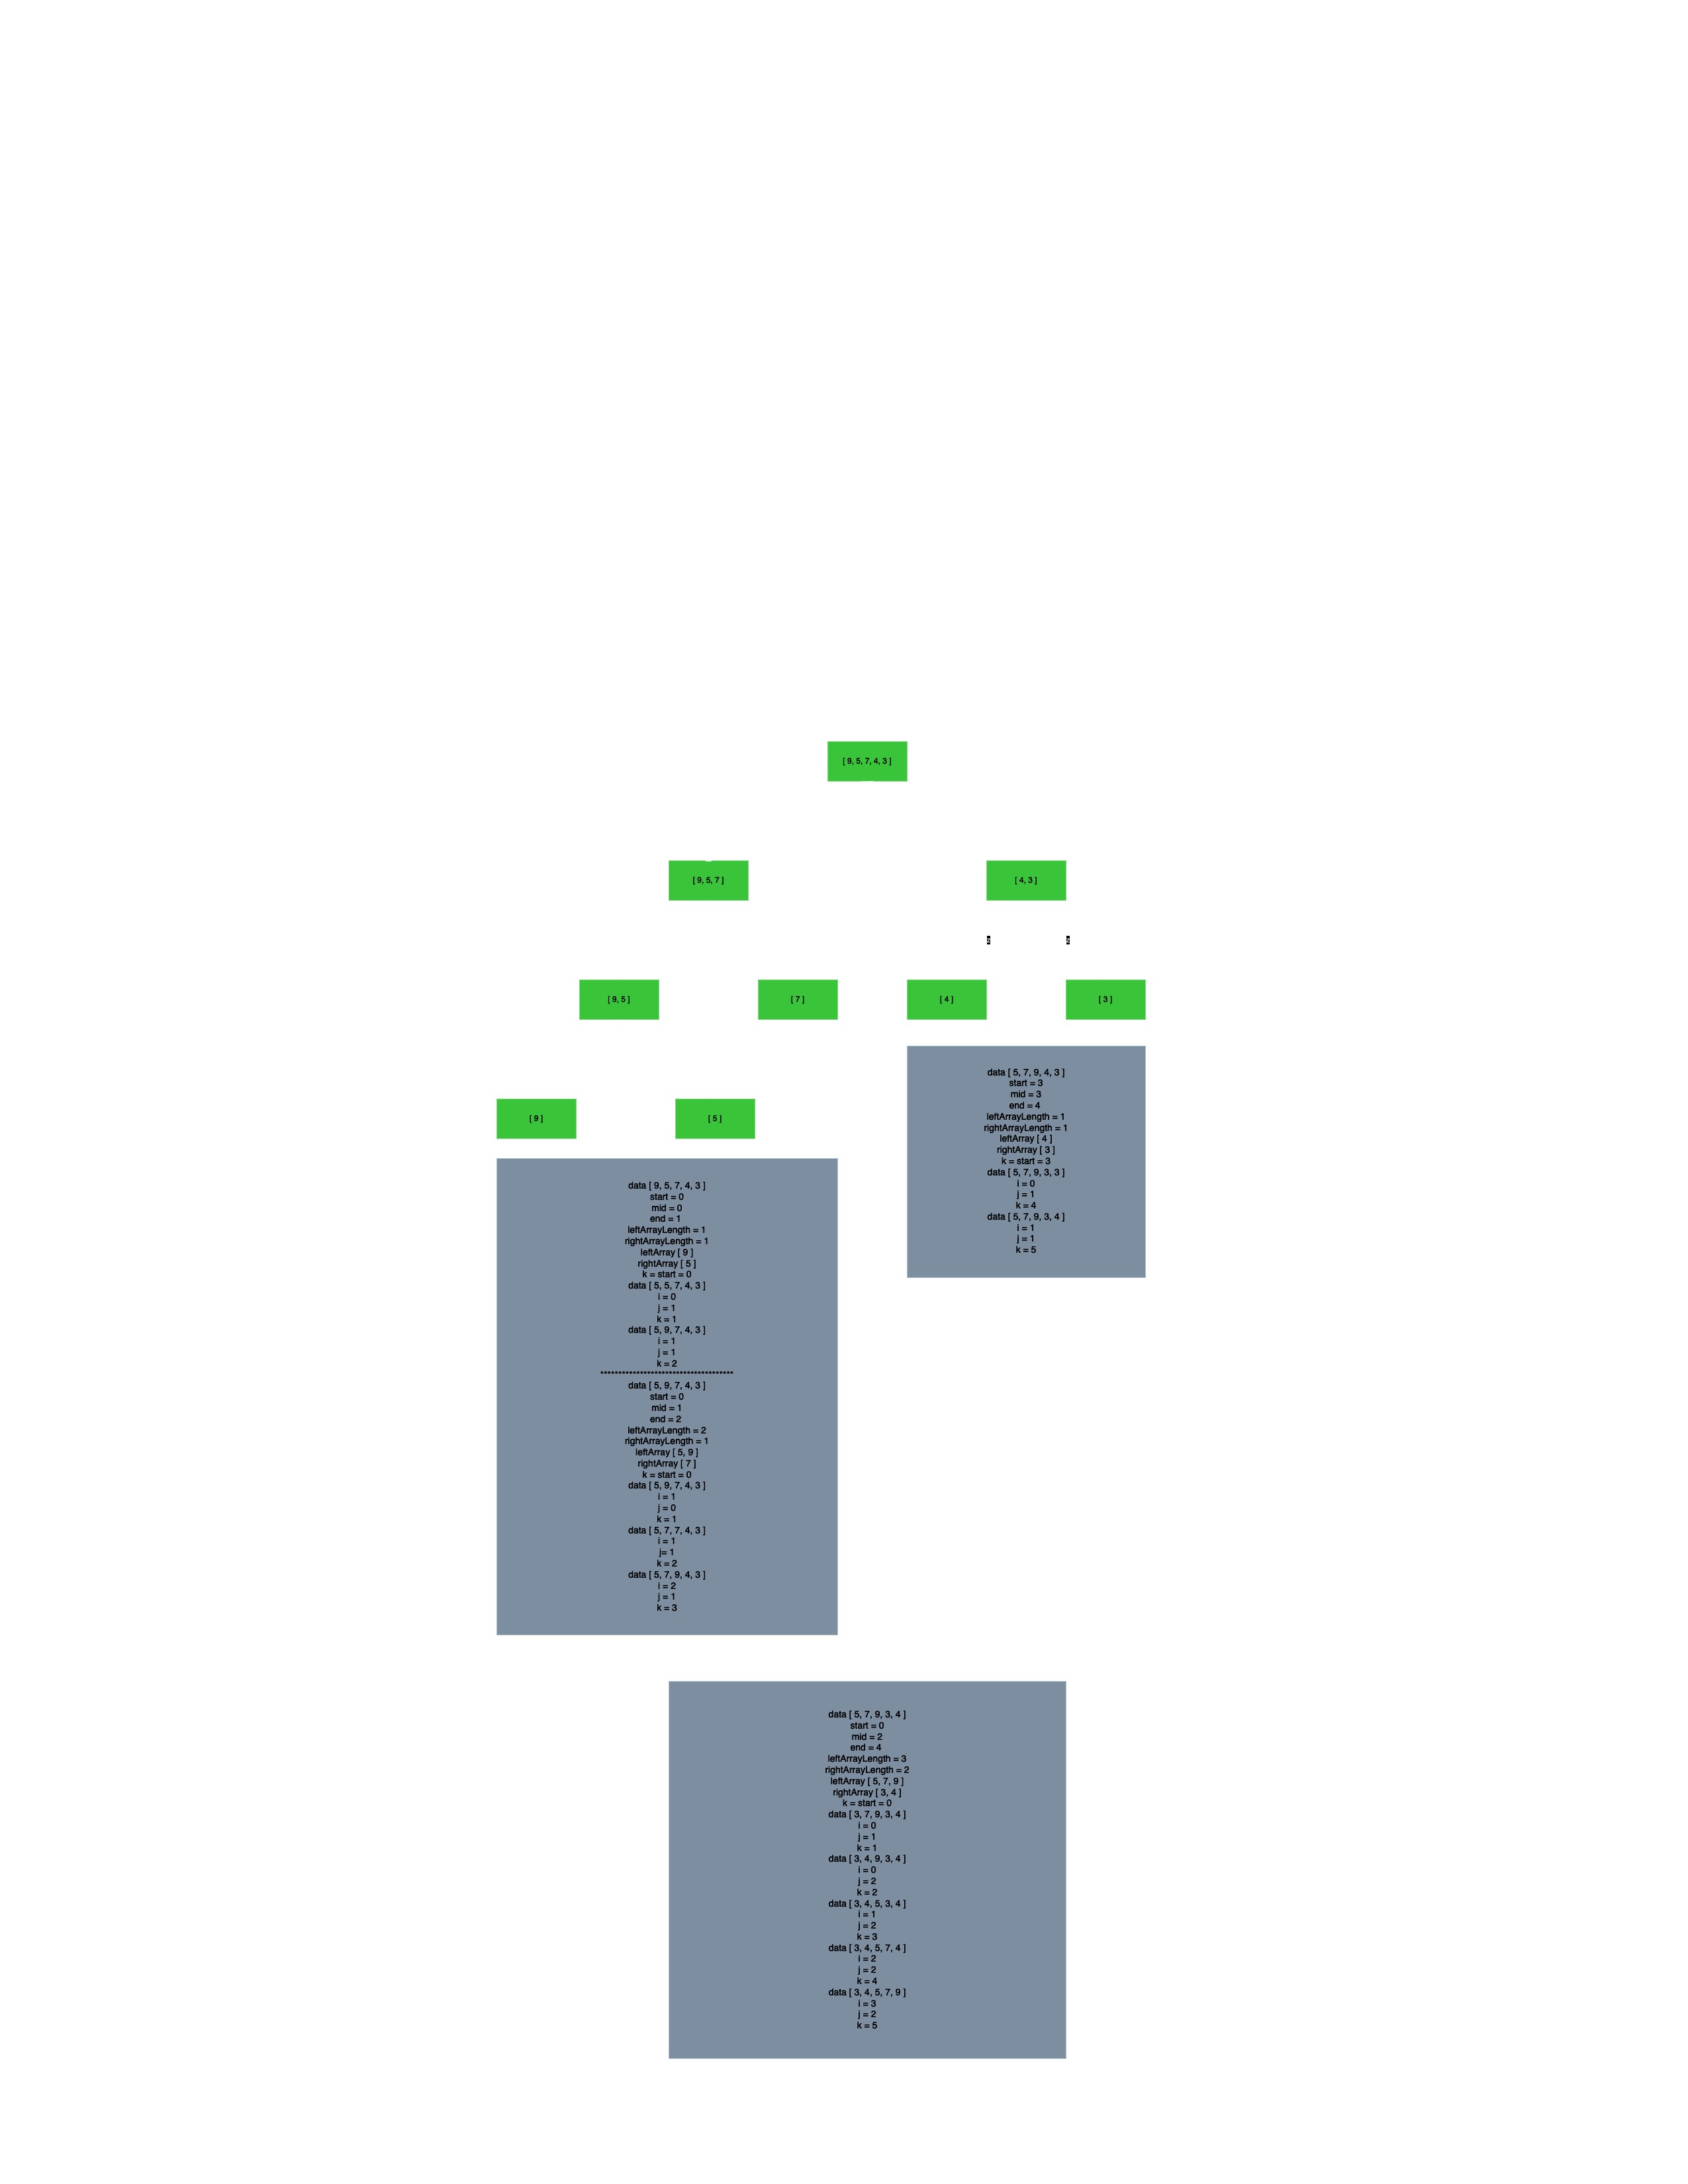 [ 9, 5, 7, 4, 3 ]
[ 9, 5, 7 ]
[ 4, 3 ]
[ 9, 5 ]
[ 7 ]
[ 4 ]
[ 3 ]
[ 9 ]
[ 5 ]
data [ 5, 7, 9, 4, 3 ]
start = 3
mid = 3
end = 4
leftArrayLength = 1
rightArrayLength = 1
leftArray [ 4 ]
rightArray [ 3 ]
k = start = 3
data [ 5, 7, 9, 3, 3 ]
i = 0
j = 1
k = 4
data [ 5, 7, 9, 3, 4 ]
i = 1
j = 1
k = 5
data [ 9, 5, 7, 4, 3 ]
start = 0
mid = 0
end = 1
leftArrayLength = 1
rightArrayLength = 1
leftArray [ 9 ]
rightArray [ 5 ]
k = start = 0
data [ 5, 5, 7, 4, 3 ]
i = 0
j = 1
k = 1
data [ 5, 9, 7, 4, 3 ]
i = 1
j = 1
k = 2
*************************************
data [ 5, 9, 7, 4, 3 ]
start = 0
mid = 1
end = 2
leftArrayLength = 2
rightArrayLength = 1
leftArray [ 5, 9 ]
rightArray [ 7 ]
k = start = 0
data [ 5, 9, 7, 4, 3 ]
i = 1
j = 0
k = 1
data [ 5, 7, 7, 4, 3 ]
i = 1
j= 1
k = 2
data [ 5, 7, 9, 4, 3 ]
i = 2
j = 1
k = 3
data [ 5, 7, 9, 3, 4 ]
start = 0
mid = 2
end = 4
leftArrayLength = 3
rightArrayLength = 2
leftArray [ 5, 7, 9 ]
rightArray [ 3, 4 ]
k = start = 0
data [ 3, 7, 9, 3, 4 ]
i = 0
j = 1
k = 1
data [ 3, 4, 9, 3, 4 ]
i = 0
j = 2
k = 2
data [ 3, 4, 5, 3, 4 ]
i = 1
j = 2
k = 3
data [ 3, 4, 5, 7, 4 ]
i = 2
j = 2
k = 4
data [ 3, 4, 5, 7, 9 ]
i = 3
j = 2
k = 5